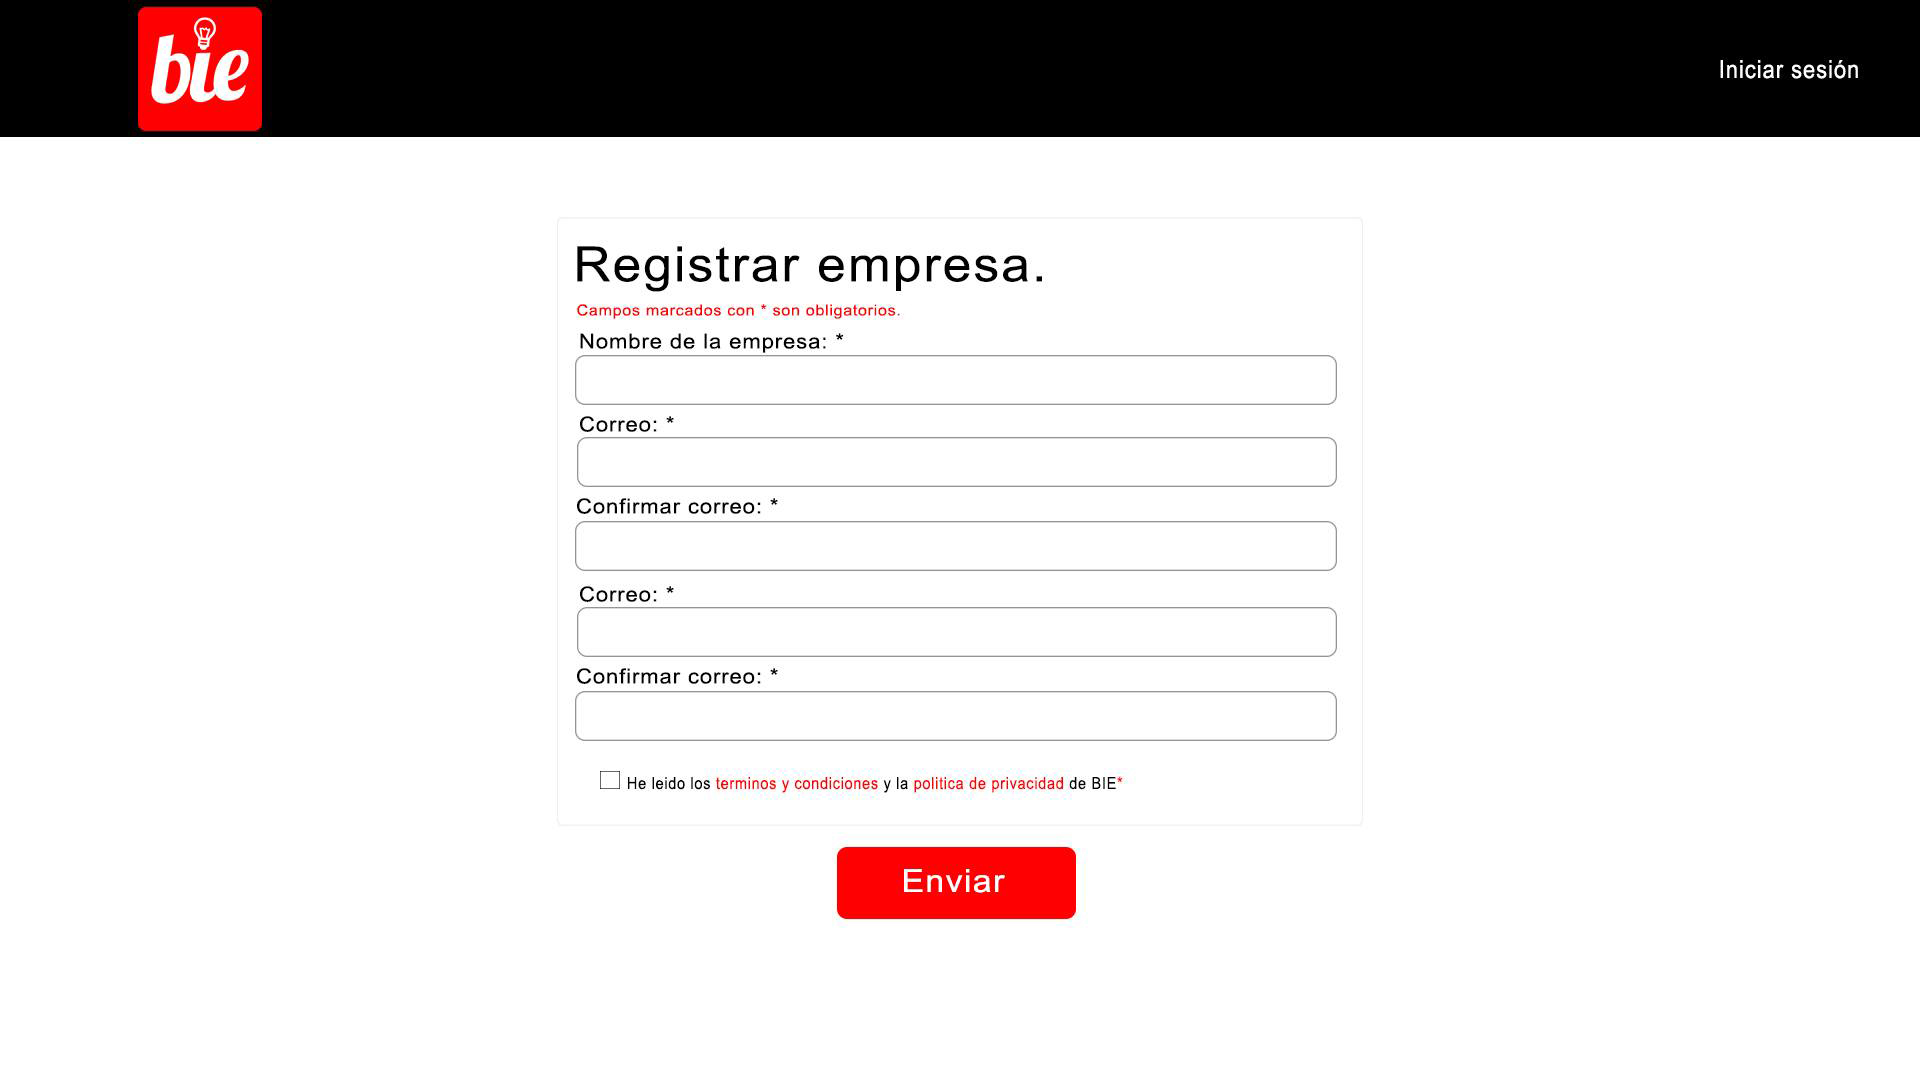 bie
Iniciar sesión
Registrar empresa.
Campos marcados con * son obligatorios.
Nombre de la empresa: *
Correo: *
Confirmar correo: *
Correo: *
Confirmar correo: *
He leido los terminos y condiciones y la politica de privacidad de BIE*
Enviar